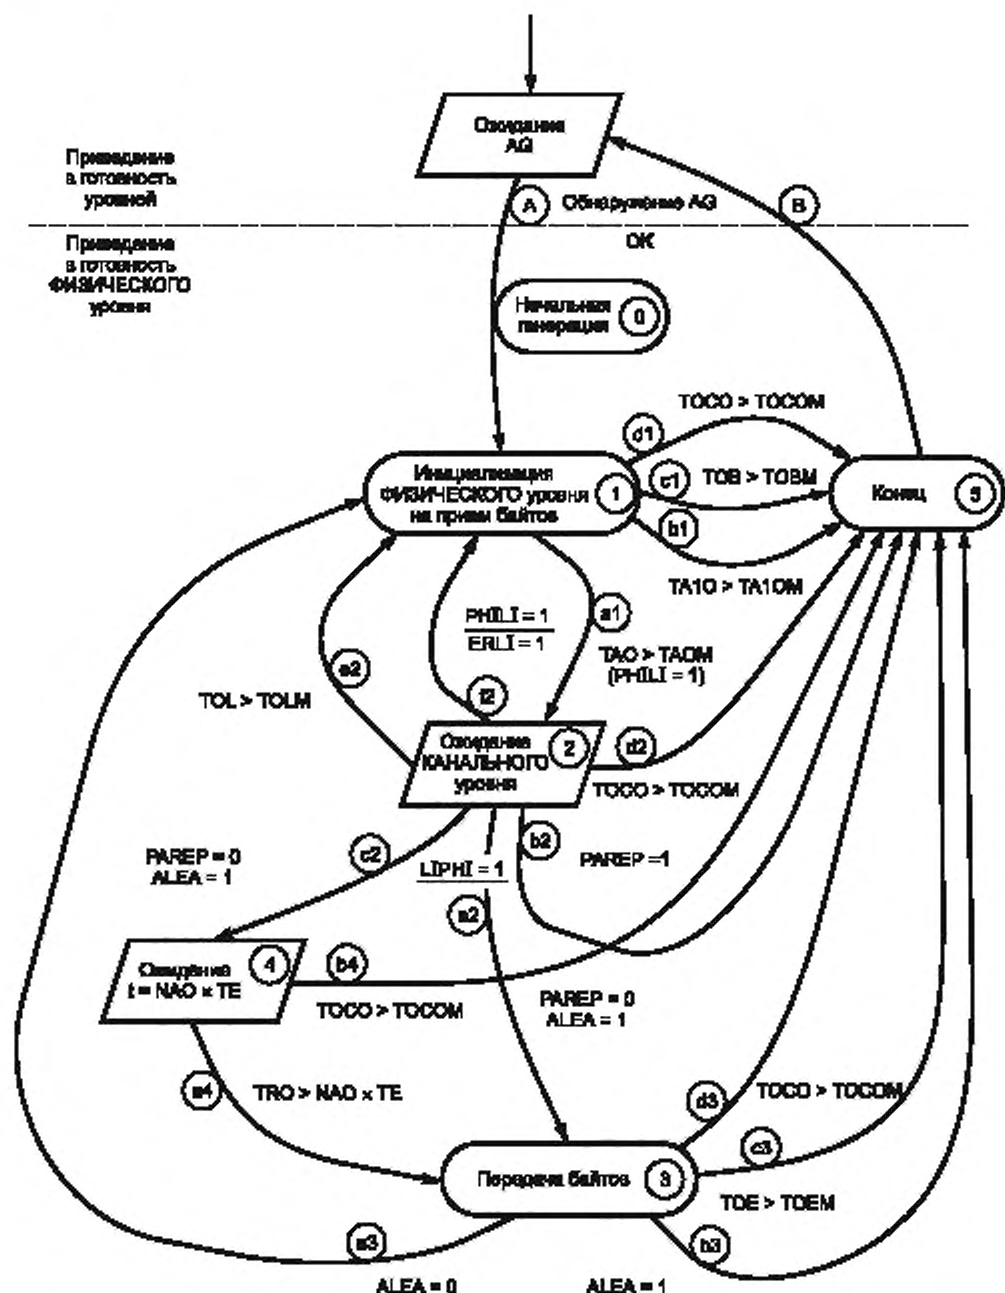 Ожидание
AG
Приведение
в готовность
уровней
A
Обнаружение AG
B
OK
Приведение
в готовность
ФИЗИЧЕСКОГО
уровня
Начальная
генерация
0
TOCO > TOCOM
d1
Инициализация
ФИЗИЧЕСКОГО уровня
на прием байтов
1
c1
TOB > TOBM
b1
TA1O > TA1OM
Конец
5
PHILI = 1
ERLI = 1
a1
TAO > TAOM
(PHILI = 1)
e2
TOL > TOLM
f2
Ожидание
КАНАЛЬНОГО
уровня
2
d2
TOCO > TOCOM
c2
PAREP = 0
ALEA = 1
LIPHI = 1
b2
PAREP =1
a2
Ожидание
t = NAO × TE
4
b4
TOCO > TOCOM
PAREP = 0
ALEA = 1
a4
TRO > NAO × TE
d3
TOCO > TOCOM
c3
Передача байтов
3
TOE > TOEM
a3
b3
ALEA = 0
ALEA = 1